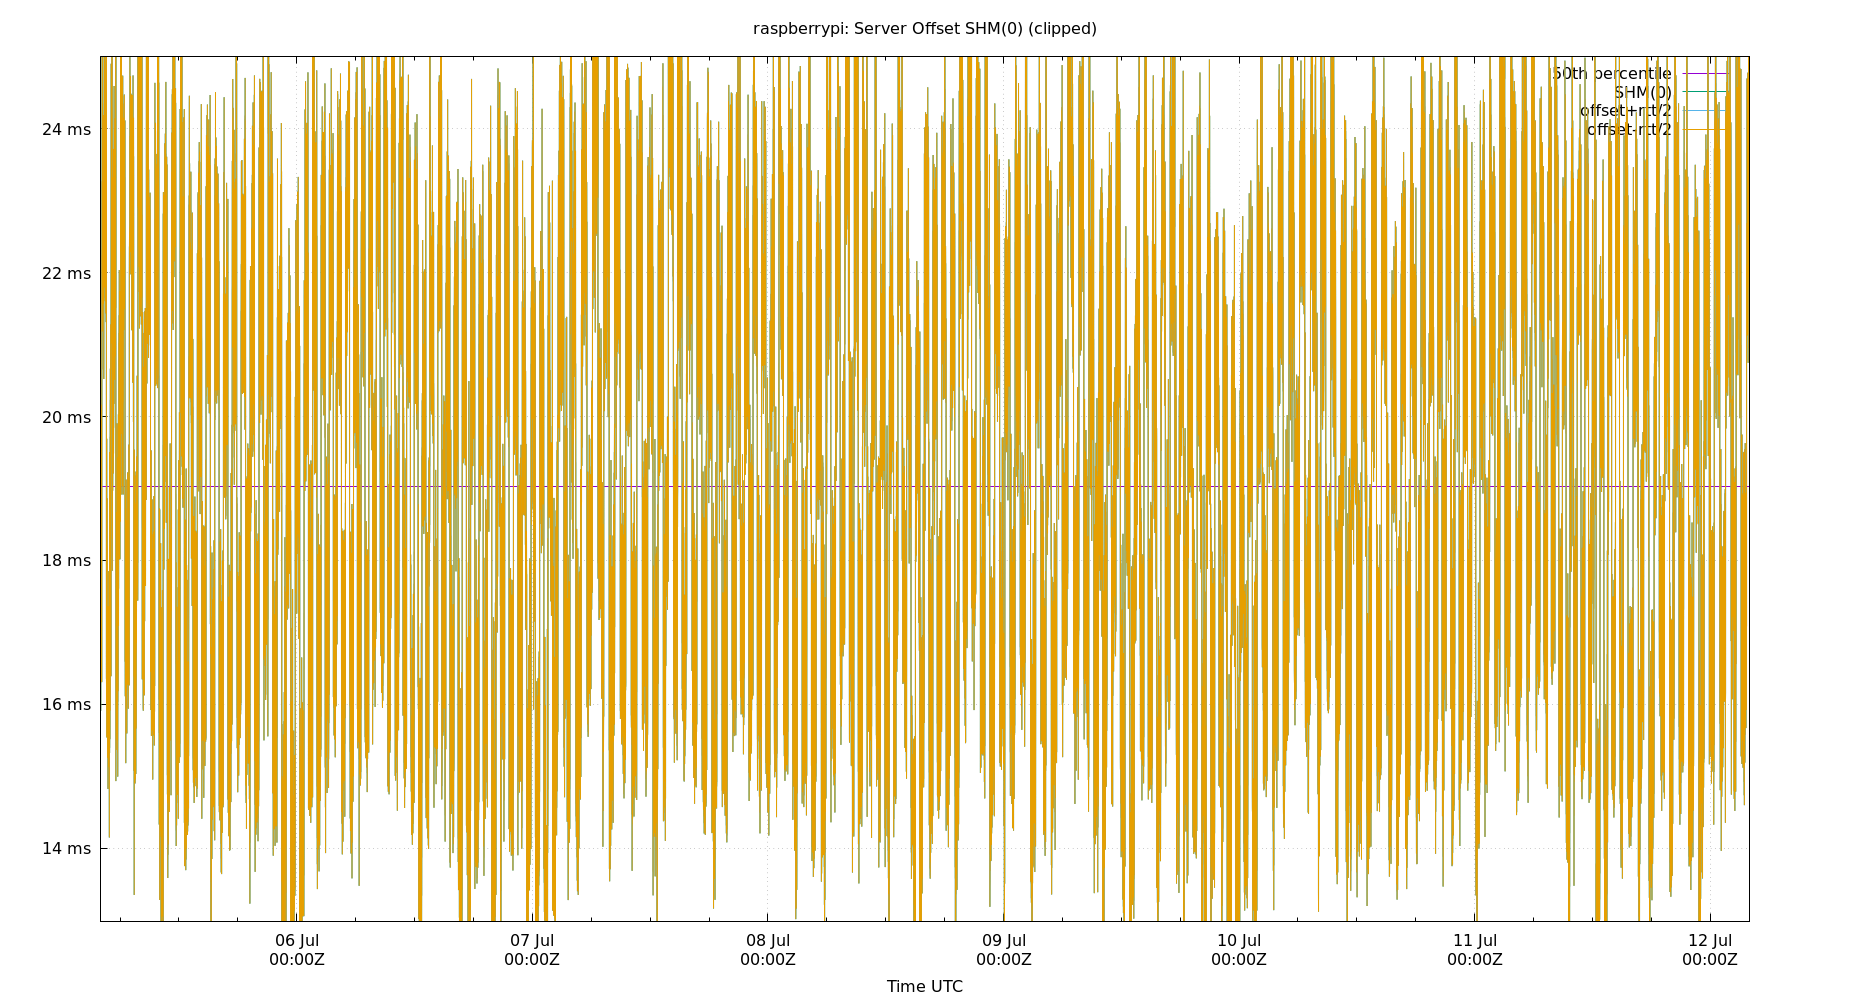 raspberrypi: Server Offset SHM(0) (clipped)
50th percentile
SHM(0)
offset+rtt/2
offset-rtt/2
24 ms
22 ms
20 ms
18 ms
16 ms
14 ms
06 Jul
00:00Z
07 Jul
00:00Z
08 Jul
00:00Z
09 Jul
00:00Z
10 Jul
00:00Z
11 Jul
00:00Z
12 Jul
00:00Z
Time UTC